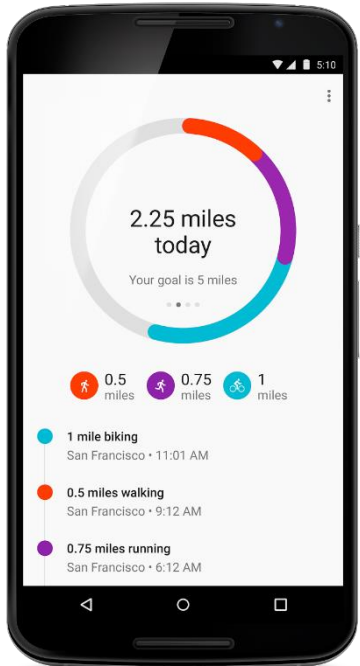 5:10
2.25 miles
today
Your goal is 5 miles
0.5
miles
0.75
miles
1
miles
1 mile biking
San Francisco • 11:01 AM
0.5 miles walking
San Francisco • 9:12 AM
0.75 miles running
San Francisco • 6:12 AM